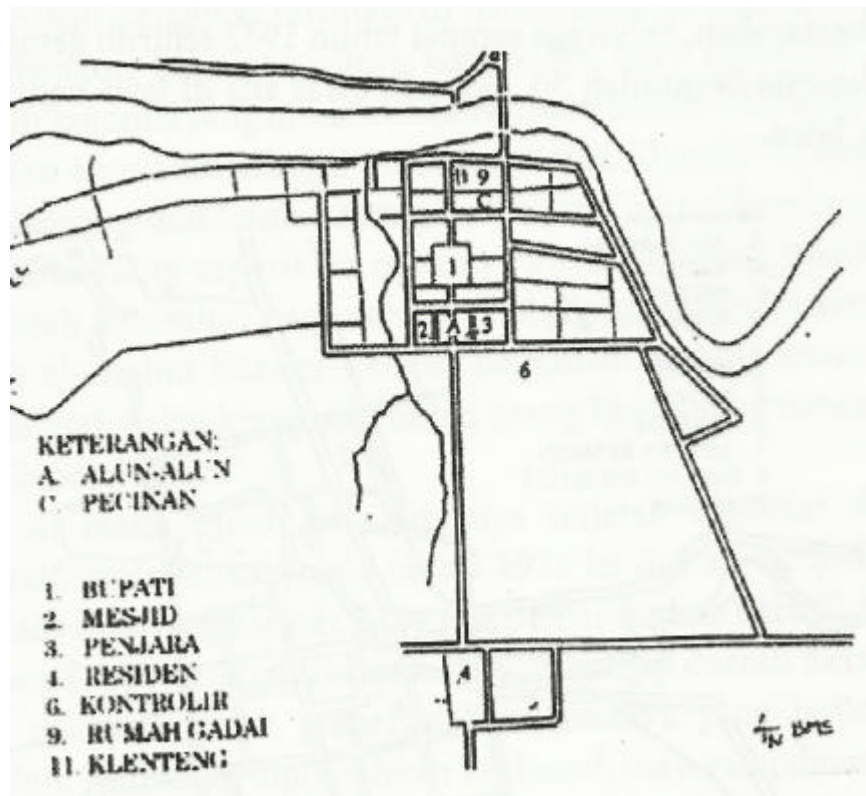 11 9
C
1
2 A 3
6
KETERANGAN:
A. ALUN-ALUN
C. PECINAN
1. BUPATI
2. MESJID
3. PENJARA
4. RESIDEN
6. KONTROLIR
9. RUMAH GADAI
11. KLENTENG
A
BMS